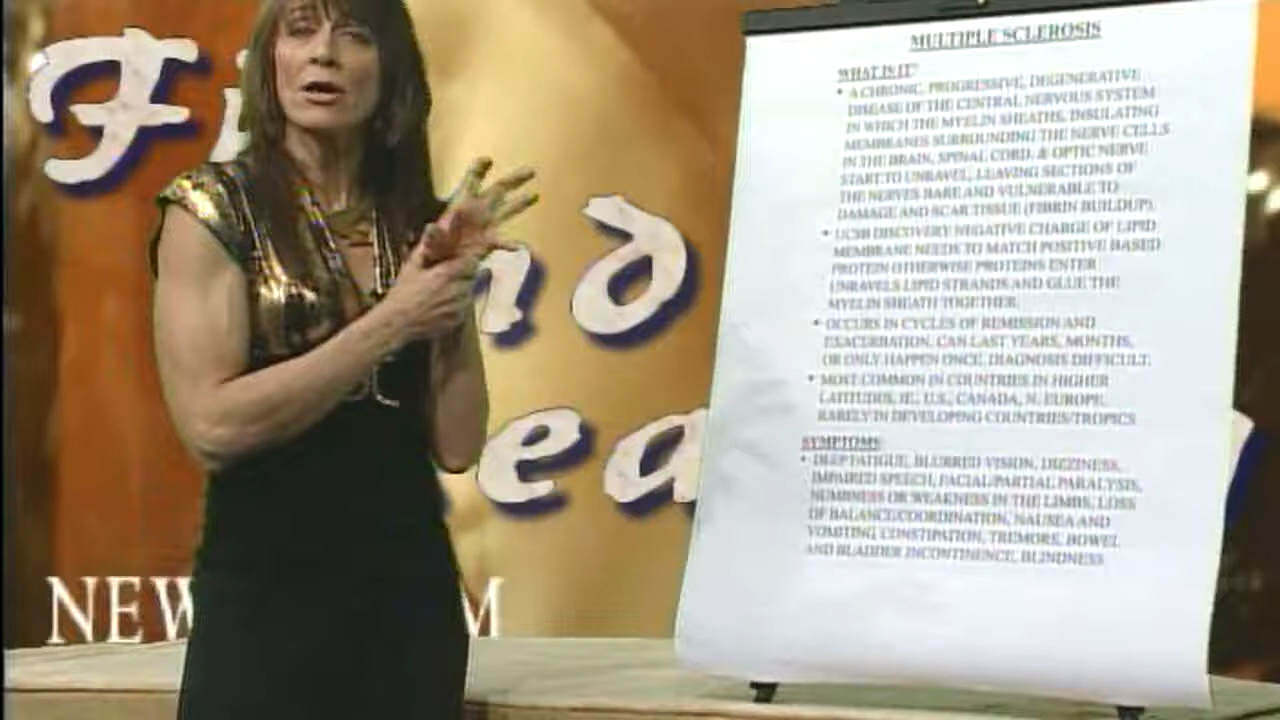 Fi
nd
ea
NEW M
MULTIPLE SCLEROSIS
WHAT IS IT?
• A CHRONIC, PROGRESSIVE, DEGENERATIVE
DISEASE OF THE CENTRAL NERVOUS SYSTEM
IN WHICH THE MYELIN SHEATHS, INSULATING
MEMBRANES SURROUNDING THE NERVE CELLS
IN THE BRAIN, SPINAL CORD, & OPTIC NERVE
START TO UNRAVEL, LEAVING SECTIONS OF
THE NERVES BARE AND VULNERABLE TO
DAMAGE AND SCAR TISSUE (FIBRIN BUILDUP).
• UCSB DISCOVERY NEGATIVE CHARGE OF LIPID
MEMBRANE NEEDS TO MATCH POSITIVE BASED
PROTEIN OTHERWISE PROTEINS ENTER
UNRAVELS LIPID STRANDS AND GLUE THE
MYELIN SHEATH TOGETHER.
• OCCURS IN CYCLES OF REMISSION AND
EXACERBATION. CAN LAST YEARS, MONTHS,
OR ONLY HAPPEN ONCE. DIAGNOSIS DIFFICULT.
• MOST COMMON IN COUNTRIES IN HIGHER
LATITUDES, IE., U.S., CANADA, N. EUROPE,
RARELY IN DEVELOPING COUNTRIES/TROPICS
SYMPTOMS:
• DEEP FATIGUE, BLURRED VISION, DIZZINESS,
IMPAIRED SPEECH, FACIAL/PARTIAL PARALYSIS,
NUMBNESS OR WEAKNESS IN THE LIMBS, LOSS
OF BALANCE/COORDINATION, NAUSEA AND
VOMITING, CONSTIPATION, TREMORS, BOWEL
AND BLADDER INCONTINENCE, BLINDNESS